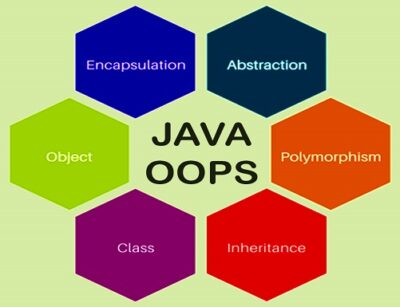 Encapsulation
Abstraction
Object
JAVA
OOPS
Polymorphism
Class
Inheritance